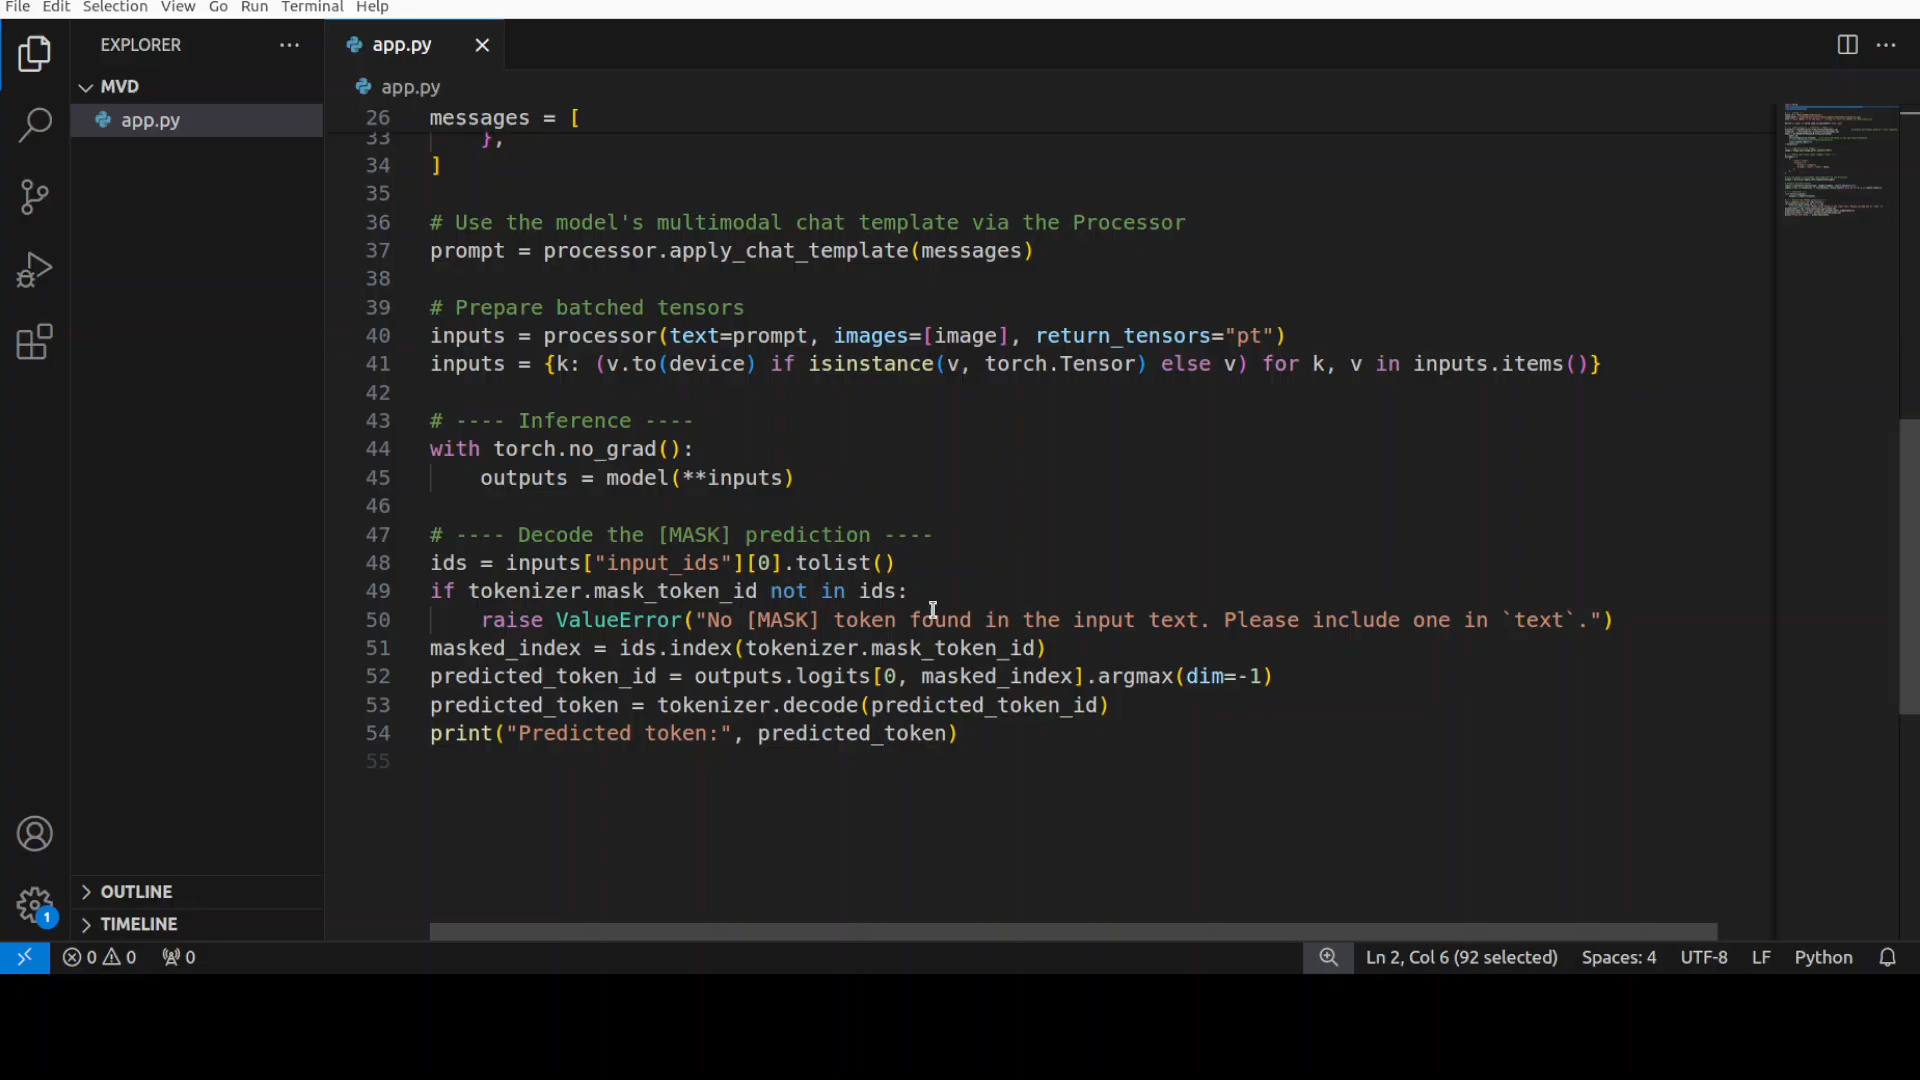 File Edit Selection View Go Run Terminal Help
EXPLORER
app.py
MVD
app.py
app.py
26 messages = [
33 },
34 ]
35
36 # Use the model's multimodal chat template via the Processor
37 prompt = processor.apply_chat_template(messages)
38
39 # Prepare batched tensors
40 inputs = processor(text=prompt, images=[image], return_tensors="pt")
41 inputs = {k: (v.to(device) if isinstance(v, torch.Tensor) else v) for k, v in inputs.items()}
42
43 # ---- Inference ----
44 with torch.no_grad():
45 outputs = model(**inputs)
46
47 # ---- Decode the [MASK] prediction ----
48 ids = inputs["input_ids"][0].tolist()
49 if tokenizer.mask_token_id not in ids:
50 raise ValueError("No [MASK] token found in the input text. Please include one in `text`.")
51 masked_index = ids.index(tokenizer.mask_token_id)
52 predicted_token_id = outputs.logits[0, masked_index].argmax(dim=-1)
53 predicted_token = tokenizer.decode(predicted_token_id)
54 print("Predicted token:", predicted_token)
55
OUTLINE
1
TIMELINE
0 0 0 Ln 2, Col 6 (92 selected) Spaces: 4 UTF-8 LF Python